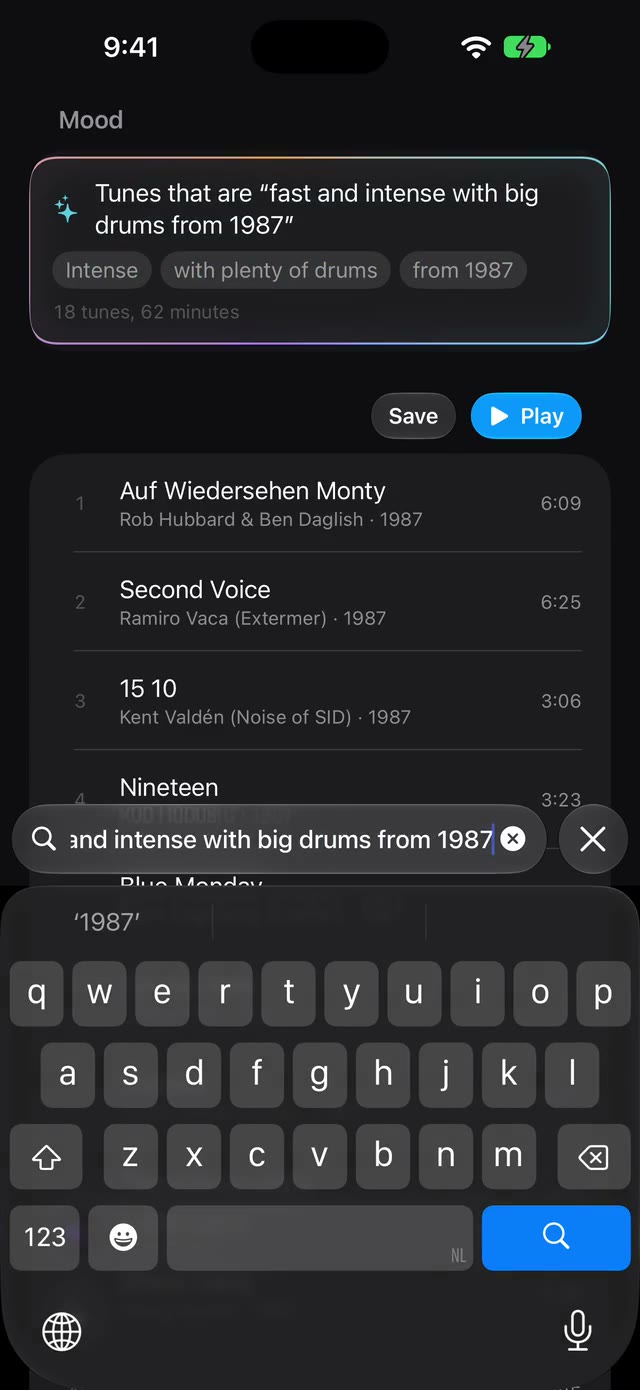 9:41
Mood
Tunes that are “fast and intense with big
drums from 1987”
Intense
with plenty of drums
from 1987
18 tunes, 62 minutes
Save
Play
1
Auf Wiedersehen Monty
6:09
Rob Hubbard & Ben Daglish · 1987
2
Second Voice
6:25
Ramiro Vaca (Extermer) · 1987
3
15 10
3:06
Kent Valdén (Noise of SID) · 1987
4
Nineteen
3:23
and intense with big drums from 1987
Blue Monday
‘1987’
q w e r t y u i o p
a s d f g h j k l
z x c v b n m
123
NL